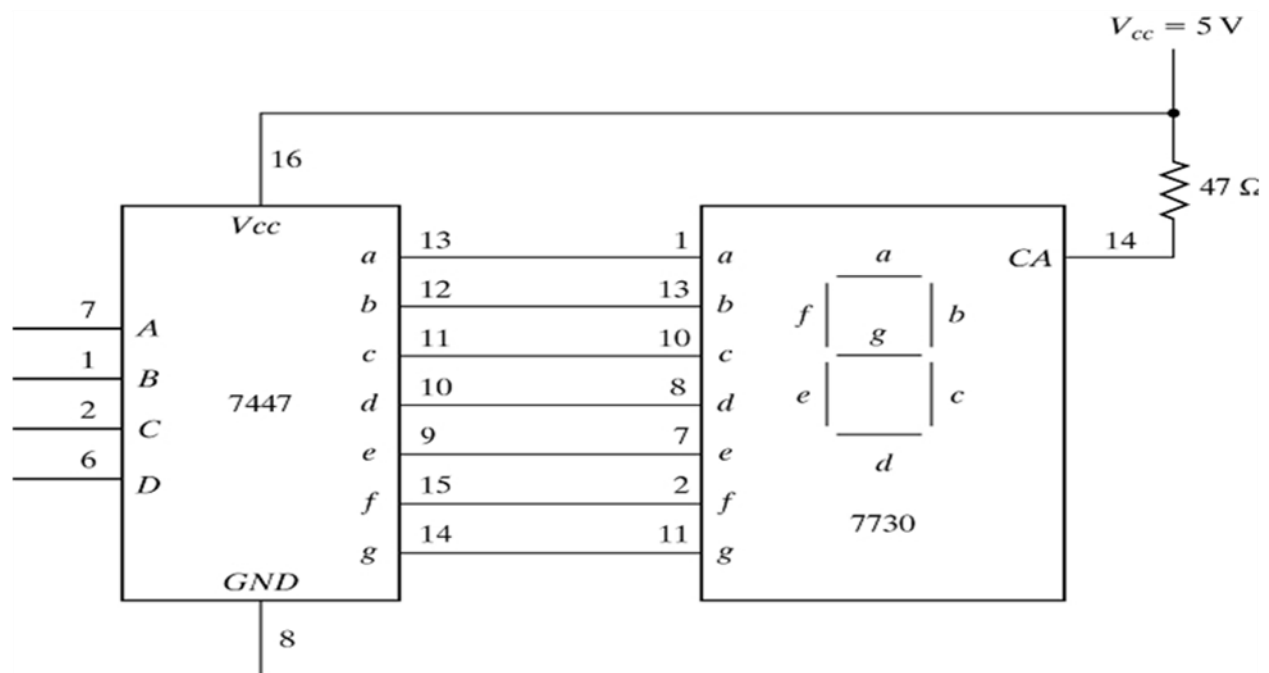 Vcc = 5 V
16
47 Ω
Vcc
a 13 1 a
CA 14
b 12 13 b
c 11 10 c
d 10 8 d
e 9 7 e
f 15 2 f
g 14 11 g
7 A
1 B
2 C
6 D
7447
GND
8
a
f b
g
e c
d
7730